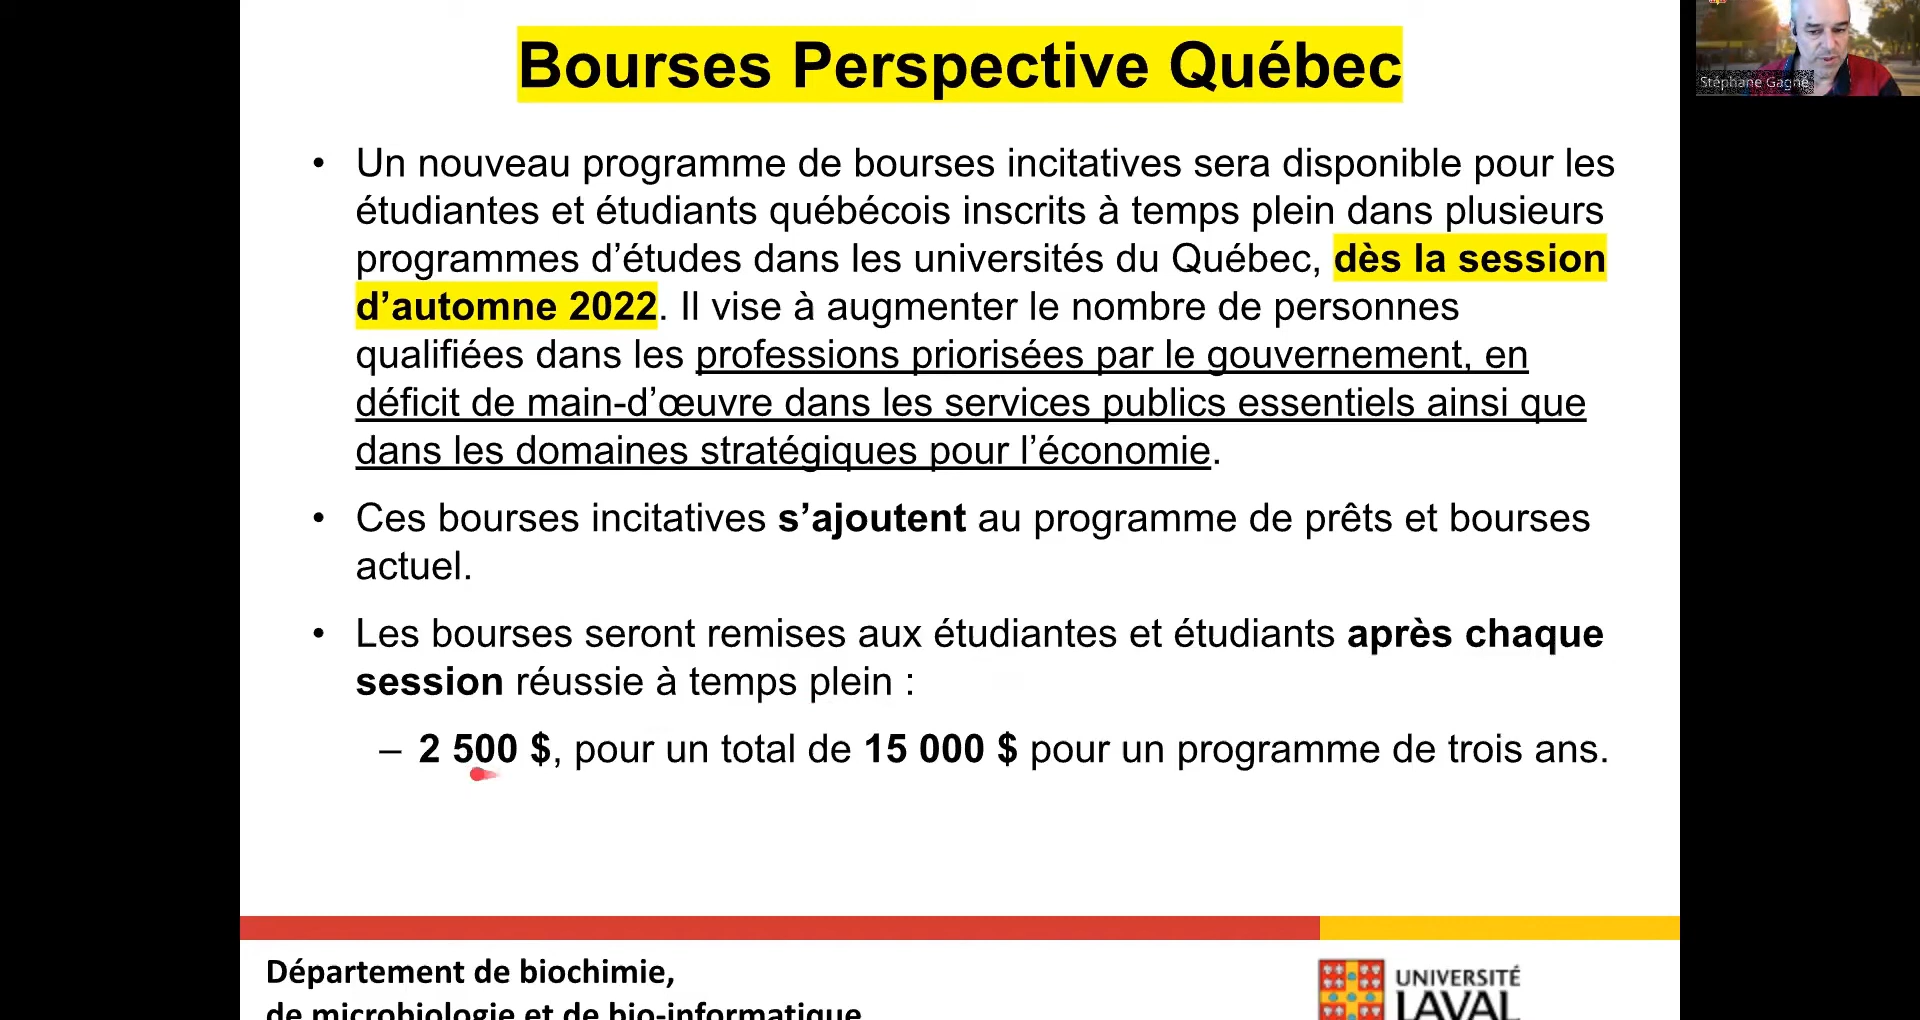 Bourses Perspective Québec
Stéphane Gagné
• Un nouveau programme de bourses incitatives sera disponible pour les
étudiantes et étudiants québécois inscrits à temps plein dans plusieurs
programmes d’études dans les universités du Québec, dès la session
d’automne 2022. Il vise à augmenter le nombre de personnes
qualifiées dans les professions priorisées par le gouvernement, en
déficit de main-d’œuvre dans les services publics essentiels ainsi que
dans les domaines stratégiques pour l’économie.
• Ces bourses incitatives s’ajoutent au programme de prêts et bourses
actuel.
• Les bourses seront remises aux étudiantes et étudiants après chaque
session réussie à temps plein :
– 2 500 $, pour un total de 15 000 $ pour un programme de trois ans.
Département de biochimie,
de microbiologie et de bio-informatique
UNIVERSITÉ
LAVAL